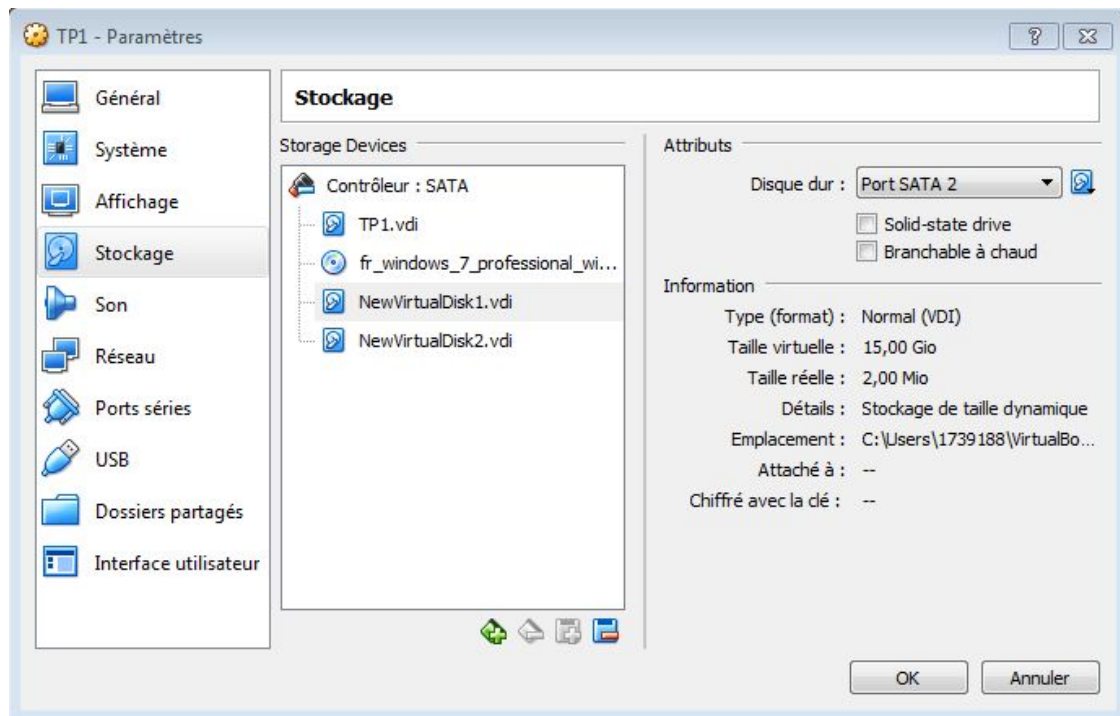 TP1 - Paramètres
Général
Système
Affichage
Stockage
Son
Réseau
Ports séries
USB
Dossiers partagés
Interface utilisateur
Stockage
Storage Devices
Contrôleur : SATA
TP1.vdi
fr_windows_7_professional_wi...
NewVirtualDisk1.vdi
NewVirtualDisk2.vdi
Attributs
Disque dur : Port SATA 2
Solid-state drive
Branchable à chaud
Information
Type (format) : Normal (VDI)
Taille virtuelle : 15,00 Gio
Taille réelle : 2,00 Mio
Détails : Stockage de taille dynamique
Emplacement : C:\Users\1739188\VirtualBo...
Attaché à : --
Chiffré avec la clé : --
OK Annuler